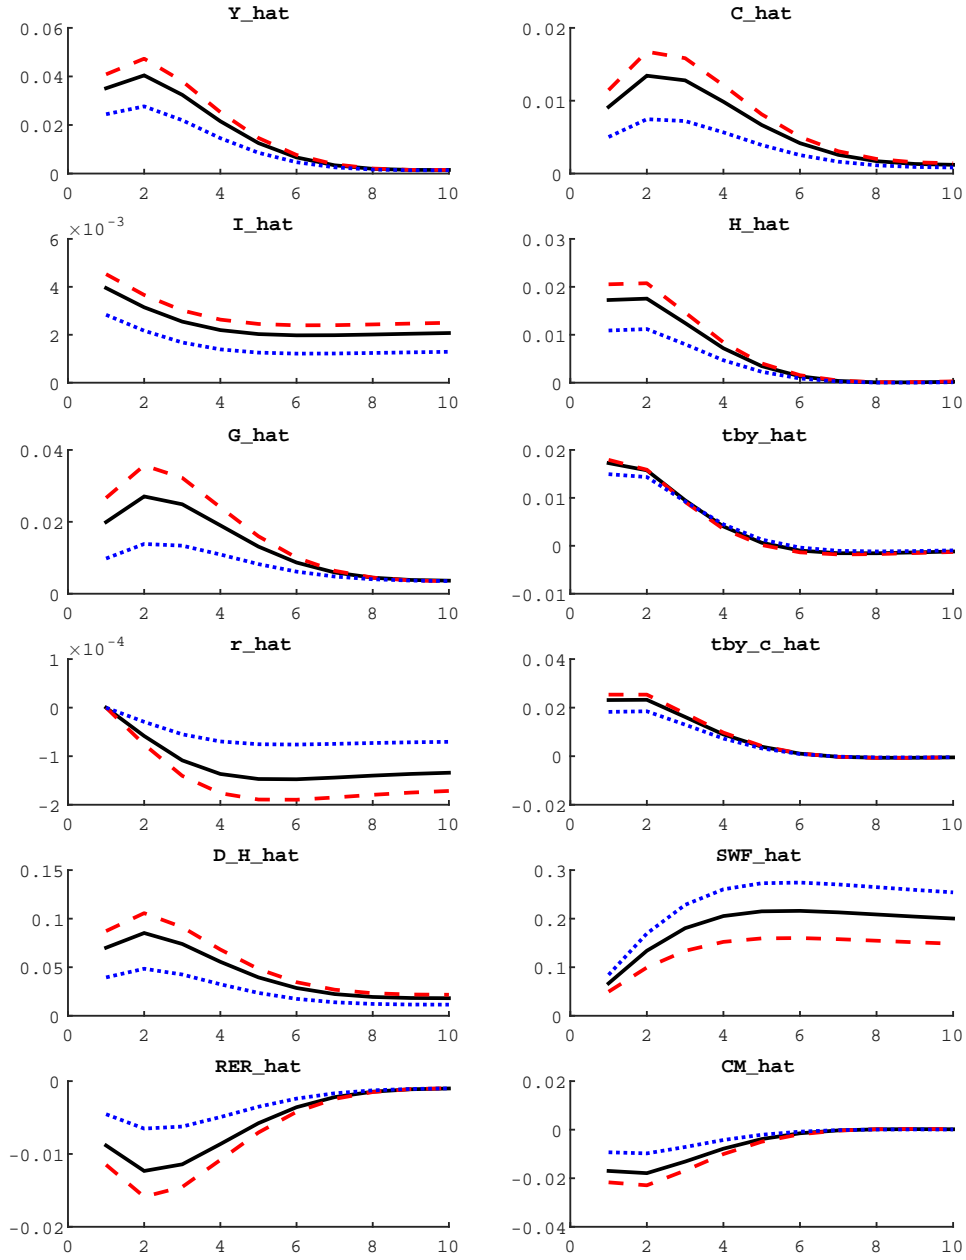 Y_hat
0.06
0.04
0.02
0
0 2 4 6 8 10
C_hat
0.02
0.01
0
0 2 4 6 8 10
I_hat
×10⁻³
6
4
2
0
0 2 4 6 8 10
H_hat
0.03
0.02
0.01
0
0 2 4 6 8 10
G_hat
0.04
0.02
0
0 2 4 6 8 10
tby_hat
0.02
0.01
0
-0.01
0 2 4 6 8 10
r_hat
×10⁻⁴
1
0
-1
-2
0 2 4 6 8 10
tby_c_hat
0.04
0.02
0
-0.02
0 2 4 6 8 10
D_H_hat
0.15
0.1
0.05
0
0 2 4 6 8 10
SWF_hat
0.3
0.2
0.1
0
0 2 4 6 8 10
RER_hat
0
-0.01
-0.02
0 2 4 6 8 10
CM_hat
0.02
0
-0.02
-0.04
0 2 4 6 8 10